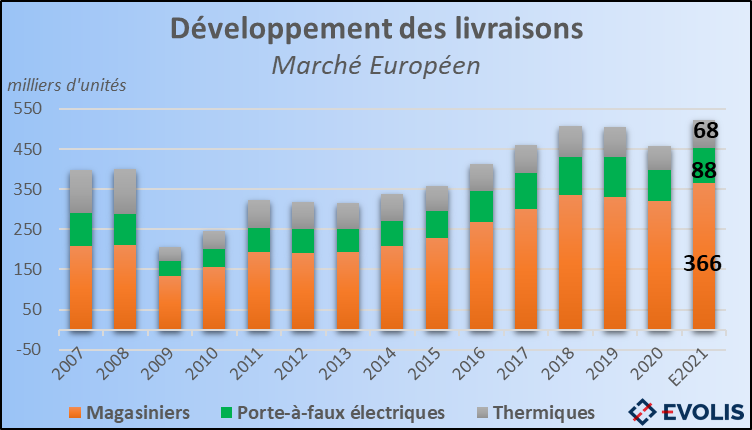 Développement des livraisons
Marché Européen
milliers d'unités
550
450
350
250
150
50
-50
68
88
366
2007 2008 2009 2010 2011 2012 2013 2014 2015 2016 2017 2018 2019 2020 E2021
Magasiniers Porte-à-faux électriques Thermiques
EVOLIS